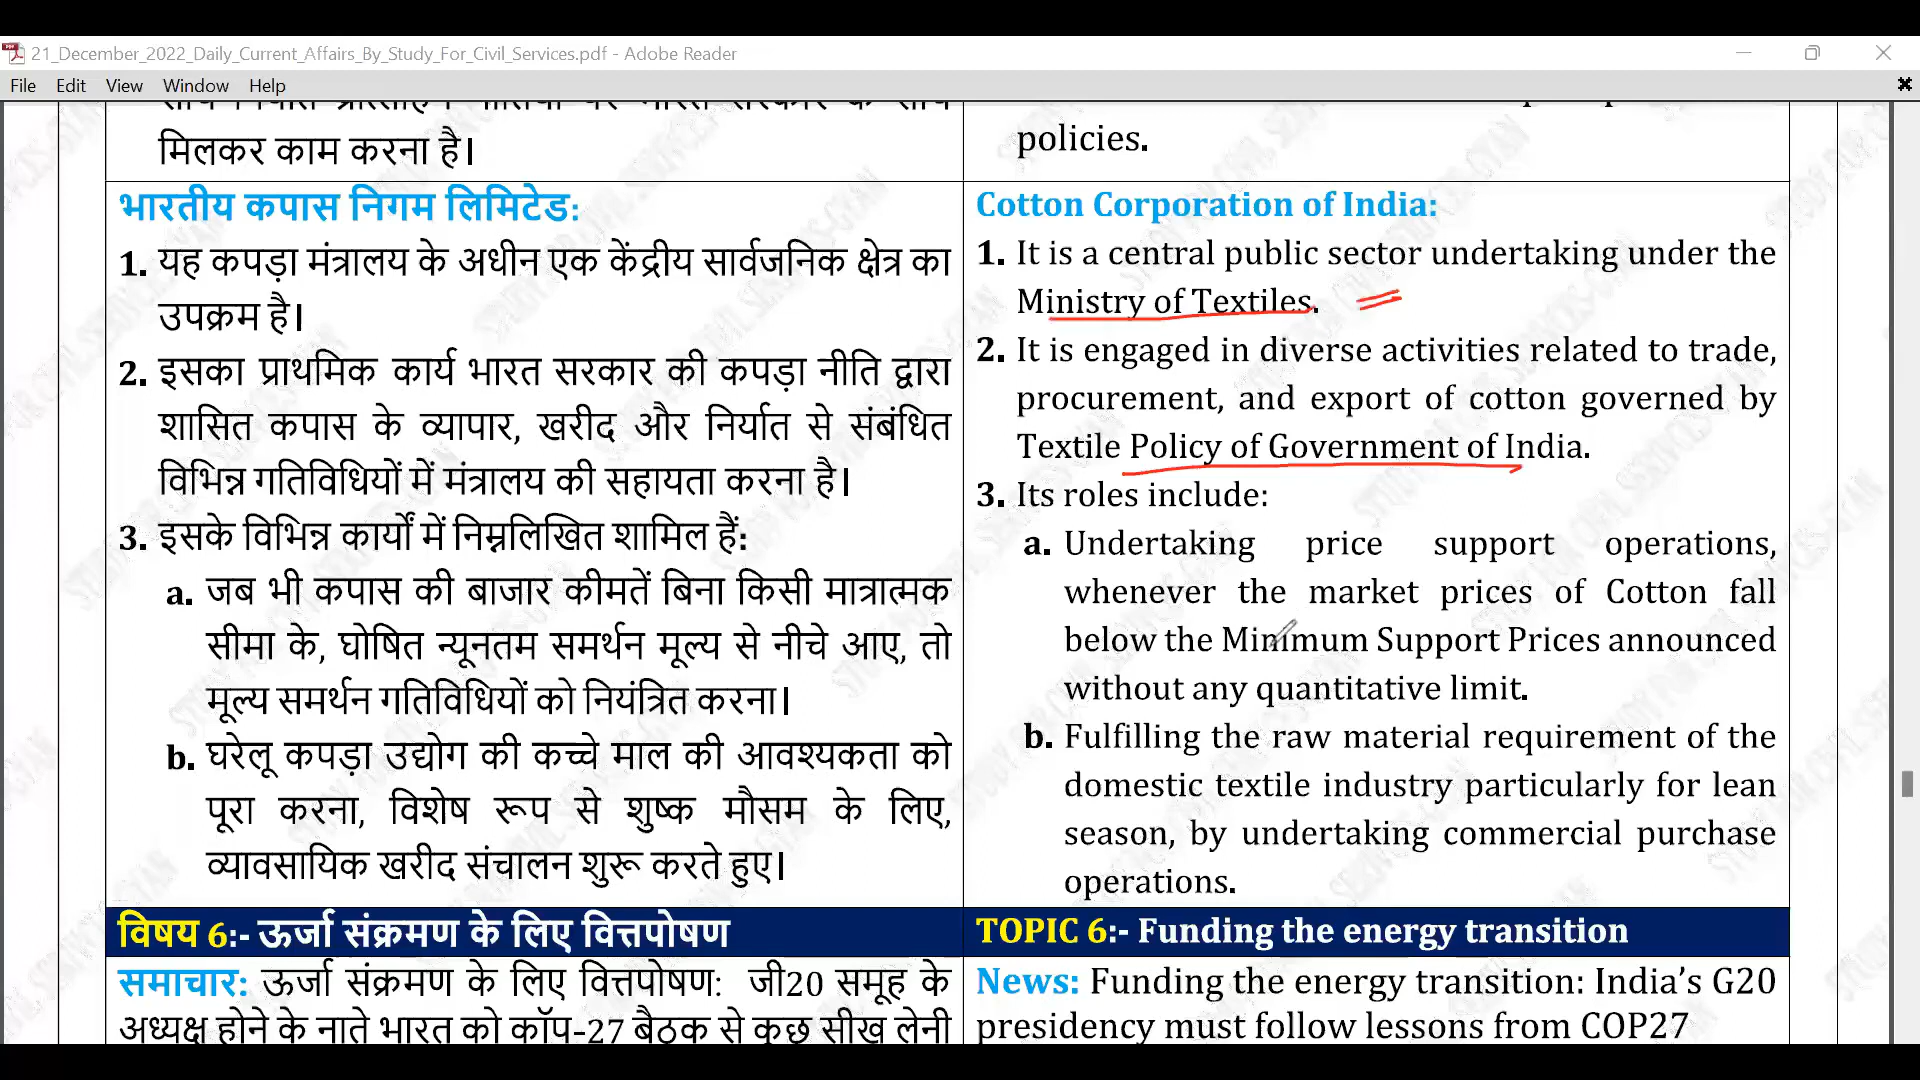 21_December_2022_Daily_Current_Affairs_By_Study_For_Civil_Services.pdf - Adobe Reader
File Edit View Window Help
मिलकर काम करना है।
भारतीय कपास निगम लिमिटेड:
1. यह कपड़ा मंत्रालय के अधीन एक केंद्रीय सार्वजनिक क्षेत्र का
उपक्रम है।
2. इसका प्राथमिक कार्य भारत सरकार की कपड़ा नीति द्वारा
शासित कपास के व्यापार, खरीद और निर्यात से संबंधित
विभिन्न गतिविधियों में मंत्रालय की सहायता करना है।
3. इसके विभिन्न कार्यों में निम्नलिखित शामिल हैं:
a. जब भी कपास की बाजार कीमतें बिना किसी मात्रात्मक
सीमा के, घोषित न्यूनतम समर्थन मूल्य से नीचे आए, तो
मूल्य समर्थन गतिविधियों को नियंत्रित करना।
b. घरेलू कपड़ा उद्योग की कच्चे माल की आवश्यकता को
पूरा करना, विशेष रूप से शुष्क मौसम के लिए,
व्यावसायिक खरीद संचालन शुरू करते हुए।
विषय 6:- ऊर्जा संक्रमण के लिए वित्तपोषण
समाचार: ऊर्जा संक्रमण के लिए वित्तपोषण: जी20 समूह के
अध्यक्ष होने के नाते भारत को कॉप-27 बैठक से कुछ सीख लेनी
policies.
Cotton Corporation of India:
1. It is a central public sector undertaking under the
Ministry of Textiles.
2. It is engaged in diverse activities related to trade,
procurement, and export of cotton governed by
Textile Policy of Government of India.
3. Its roles include:
a. Undertaking price support operations,
whenever the market prices of Cotton fall
below the Minimum Support Prices announced
without any quantitative limit.
b. Fulfilling the raw material requirement of the
domestic textile industry particularly for lean
season, by undertaking commercial purchase
operations.
TOPIC 6:- Funding the energy transition
News: Funding the energy transition: India’s G20
presidency must follow lessons from COP27